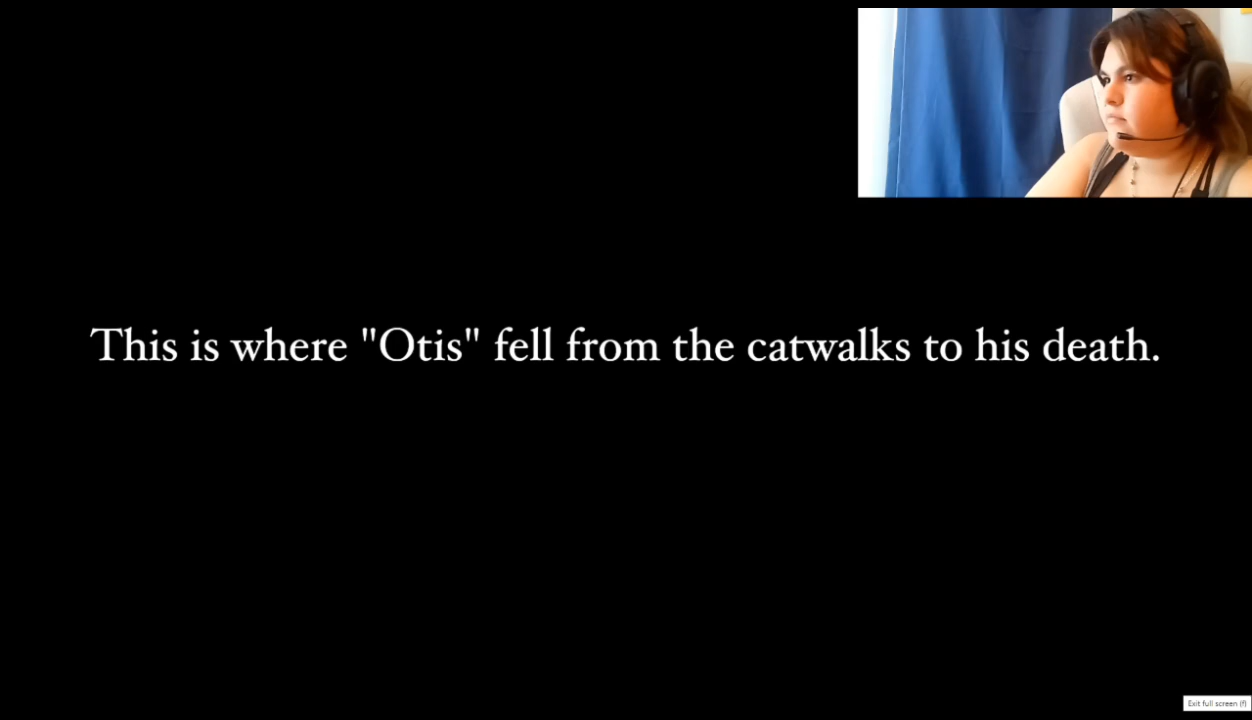 This is where "Otis" fell from the catwalks to his death.
Exit full screen (f)